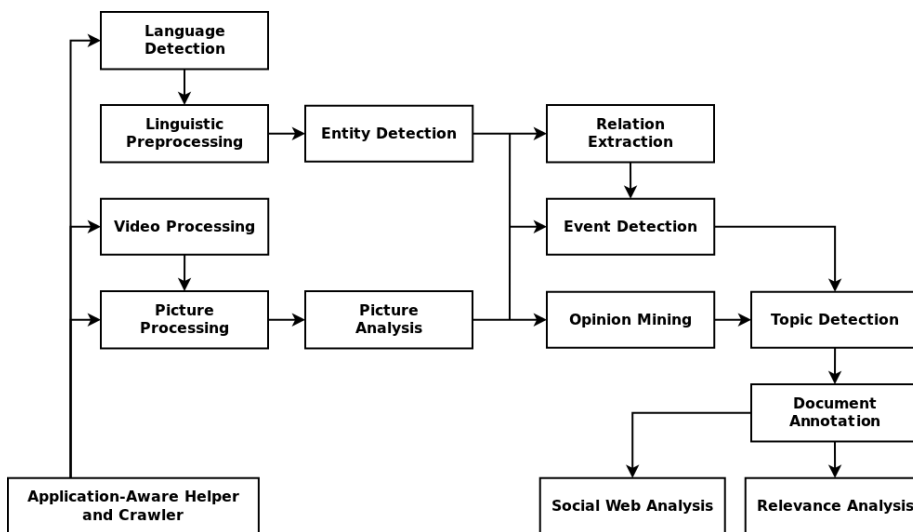 Language
Detection
Linguistic
Preprocessing
Entity Detection
Relation
Extraction
Video Processing
Event Detection
Picture
Processing
Picture
Analysis
Opinion Mining
Topic Detection
Document
Annotation
Application-Aware Helper
and Crawler
Social Web Analysis
Relevance Analysis